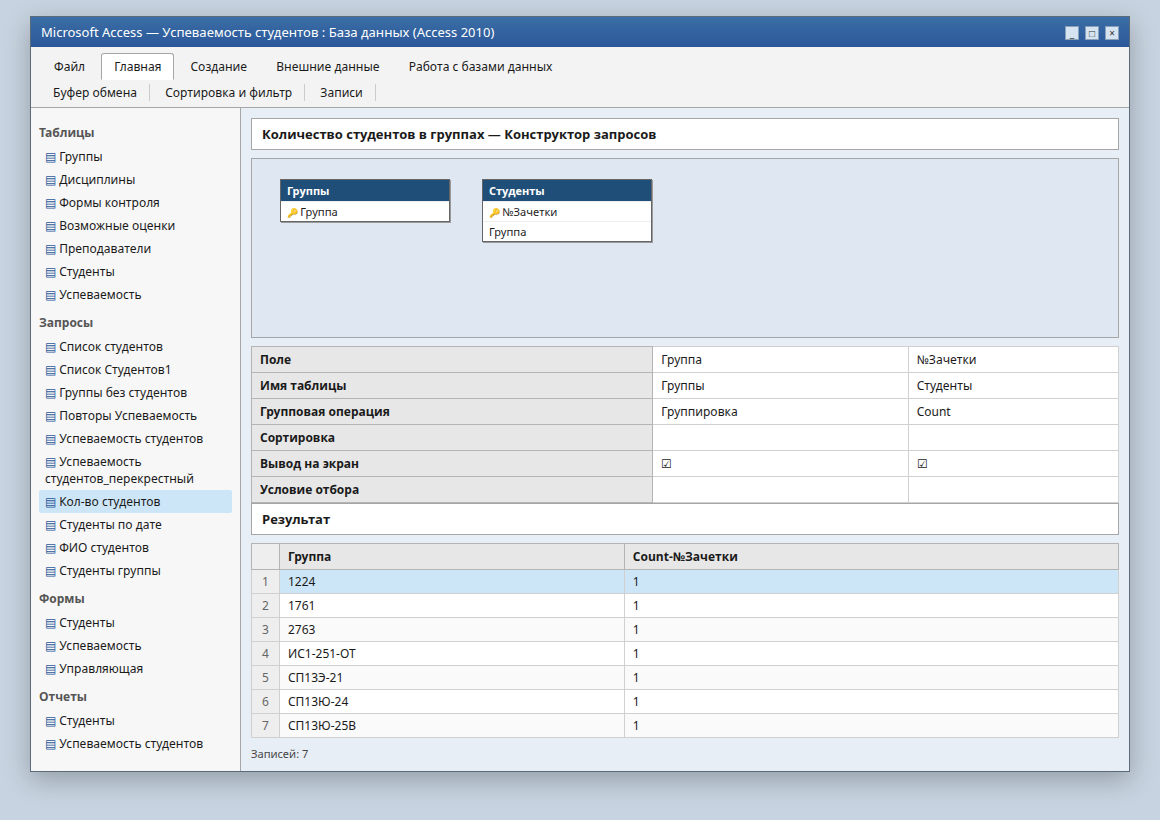 Microsoft Access — Успеваемость студентов : База данных (Access 2010)
Файл Главная Создание Внешние данные Работа с базами данных
Буфер обмена Сортировка и фильтр Записи
Таблицы
Группы
Дисциплины
Формы контроля
Возможные оценки
Преподаватели
Студенты
Успеваемость
Запросы
Список студентов
Список Студентов1
Группы без студентов
Повторы Успеваемость
Успеваемость студентов
Успеваемость
студентов_перекрестный
Кол-во студентов
Студенты по дате
ФИО студентов
Студенты группы
Формы
Студенты
Успеваемость
Управляющая
Отчеты
Студенты
Успеваемость студентов
Количество студентов в группах — Конструктор запросов
Группы
Группа
Студенты
№Зачетки
Группа
Поле Группа №Зачетки
Имя таблицы Группы Студенты
Групповая операция Группировка Count
Сортировка
Вывод на экран ☑ ☑
Условие отбора
Результат
Группа Count-№Зачетки
1 1224 1
2 1761 1
3 2763 1
4 ИС1-251-ОТ 1
5 СП1ЗЭ-21 1
6 СП1ЗЮ-24 1
7 СП1ЗЮ-25В 1
Записей: 7